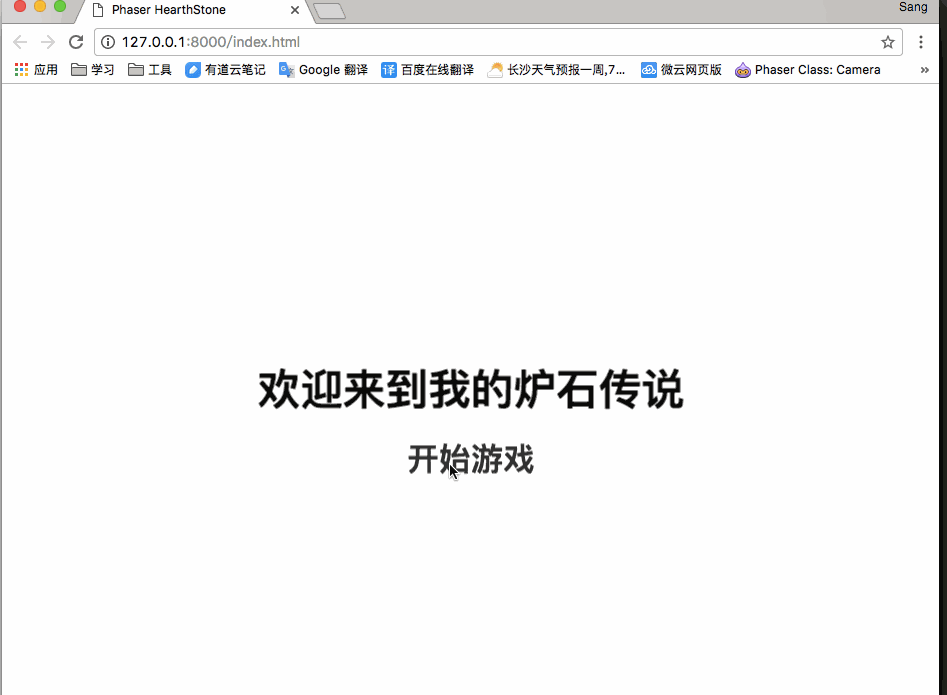 Phaser HearthStone
Sang
127.0.0.1:8000/index.html
应用 学习 工具 有道云笔记 Google 翻译 百度在线翻译 长沙天气预报一周,7... 微云网页版 Phaser Class: Camera »
欢迎来到我的炉石传说
开始游戏